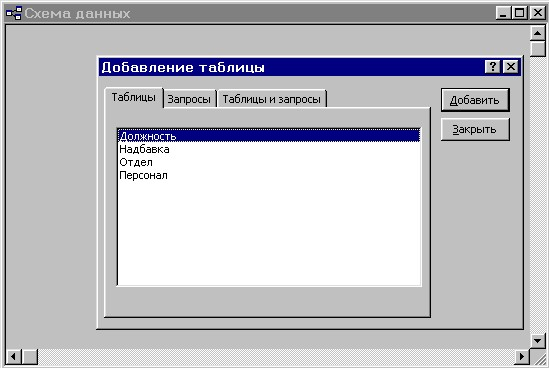 Схема данных
Добавление таблицы
Таблицы Запросы Таблицы и запросы
Добавить
Закрыть
Должность
Надбавка
Отдел
Персонал